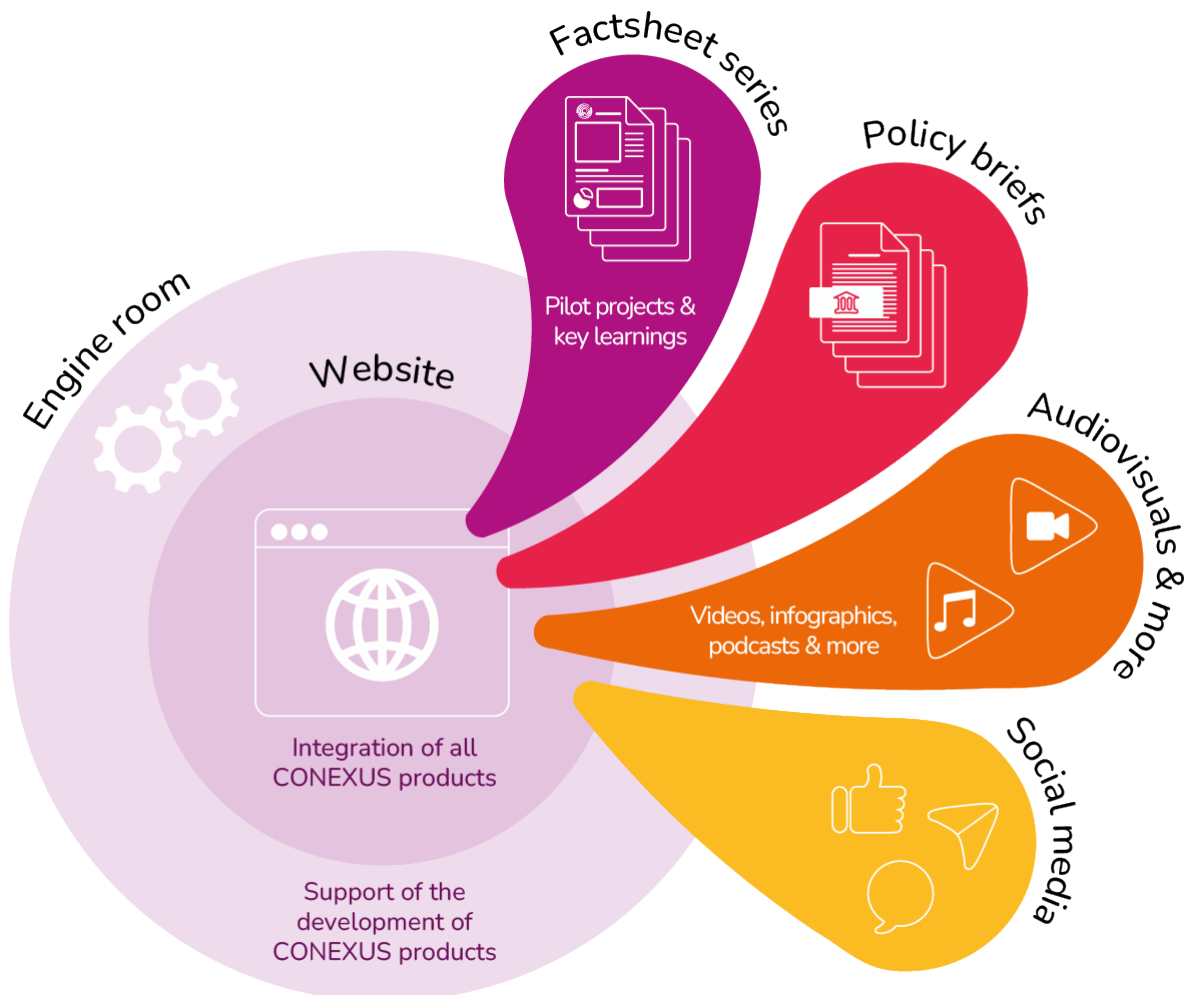 Factsheet series
Pilot projects &
key learnings
Policy briefs
Engine room
Website
Audiovisuals & more
Videos, infographics,
podcasts & more
Integration of all
CONEXUS products
Social media
Support of the
development of
CONEXUS products